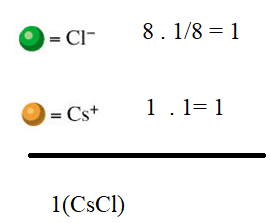 = Cl⁻ 8 . 1/8 = 1
= Cs⁺ 1 . 1= 1
1(CsCl)